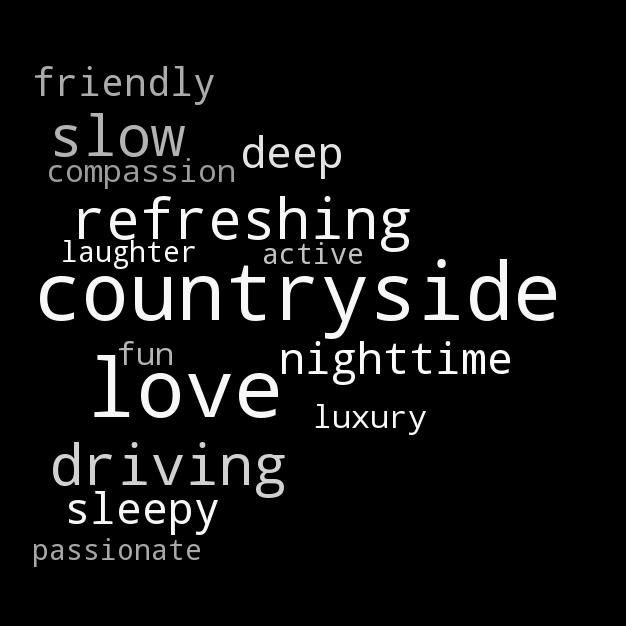 friendly
slow
deep
compassion
refreshing
laughter
active
countryside
fun
nighttime
love
luxury
driving
sleepy
passionate